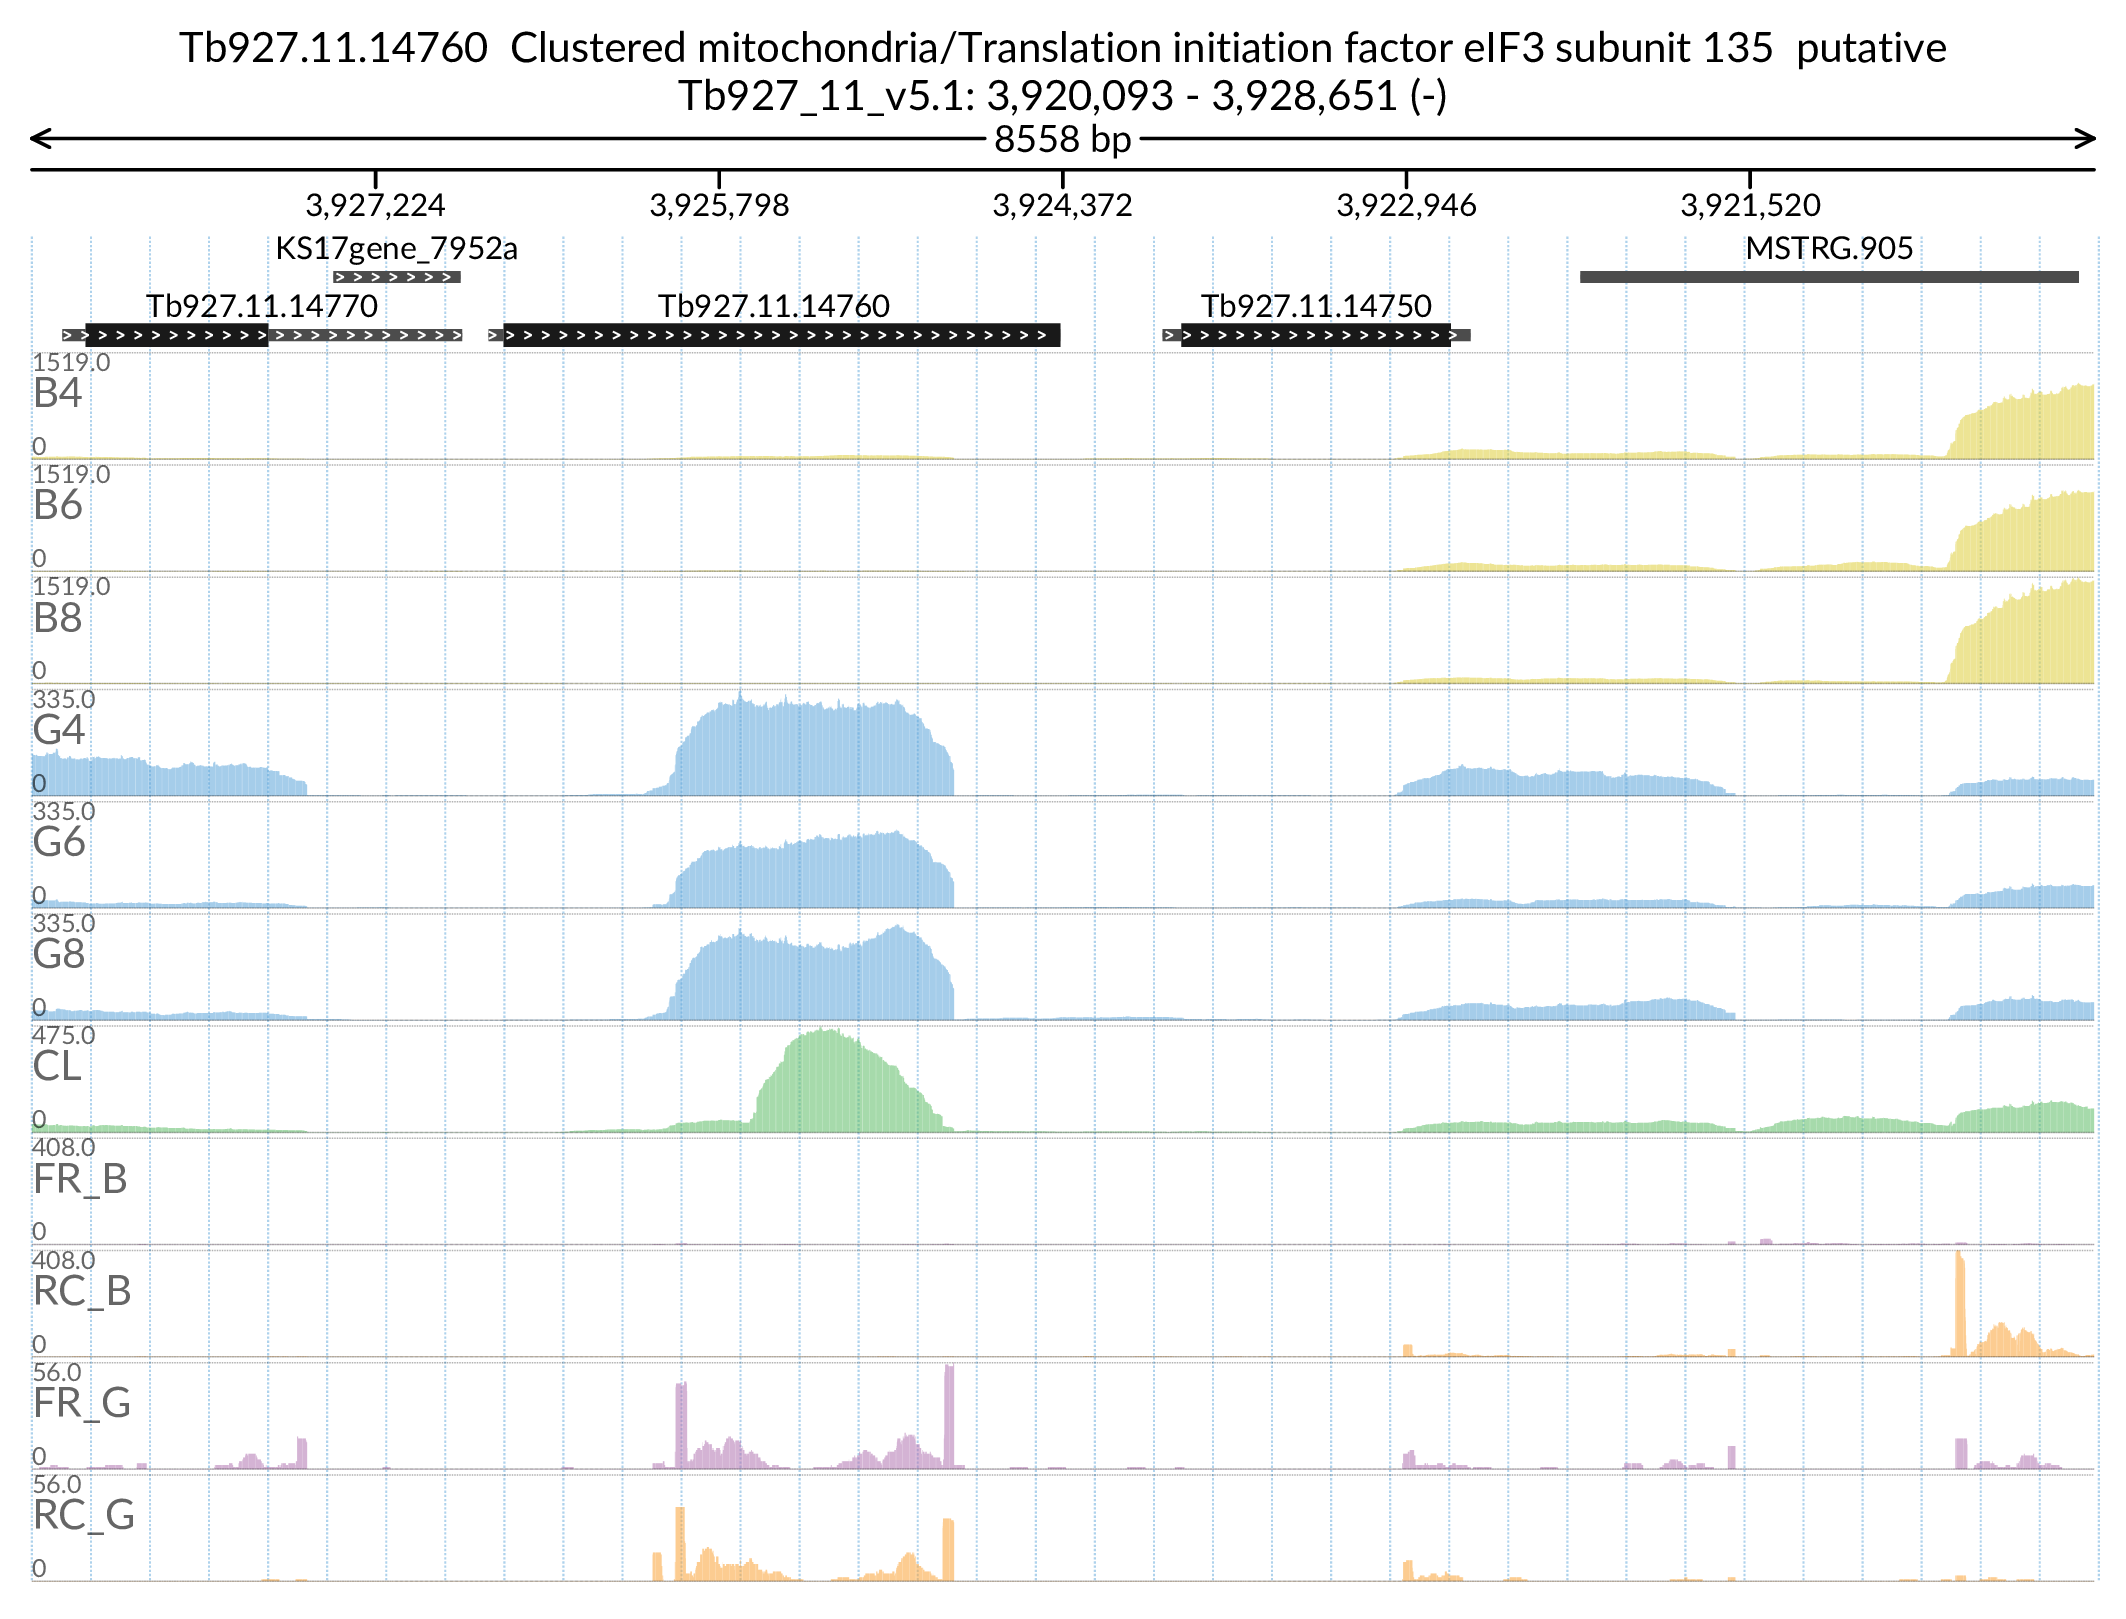 Tb927.11.14760  Clustered mitochondria/Translation initiation factor eIF3 subunit 135  putative
Tb927_11_v5.1: 3,920,093 - 3,928,651 (-)
8558 bp
3,927,224 3,925,798 3,924,372 3,922,946 3,921,520
KS17gene_7952a MSTRG.905
Tb927.11.14770 Tb927.11.14760 Tb927.11.14750
1519.0
B4
0
1519.0
B6
0
1519.0
B8
0
335.0
G4
0
335.0
G6
0
335.0
G8
0
475.0
CL
0
408.0
FR_B
0
408.0
RC_B
0
56.0
FR_G
0
56.0
RC_G
0